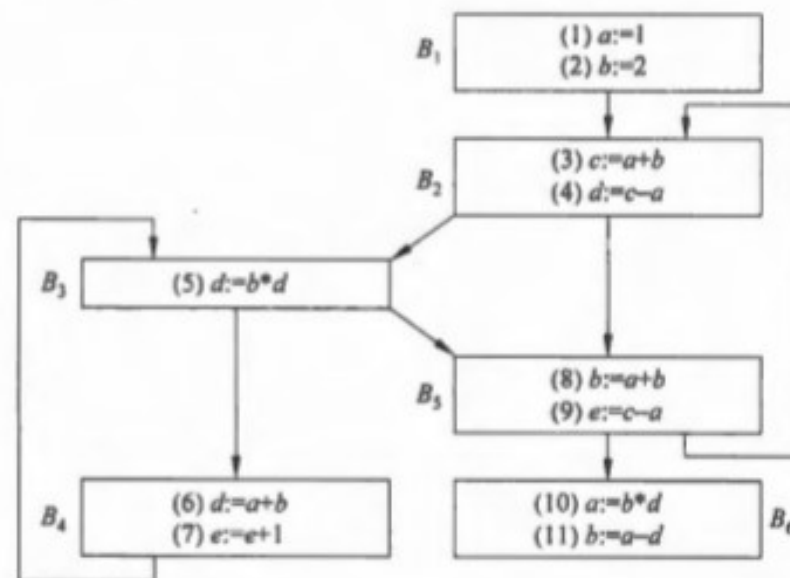 B1
(1) a:=1
(2) b:=2
B2
(3) c:=a+b
(4) d:=c–a
B3
(5) d:=b*d
B5
(8) b:=a+b
(9) e:=c–a
B4
(6) d:=a+b
(7) e:=e+1
(10) a:=b*d
(11) b:=a–d
B6